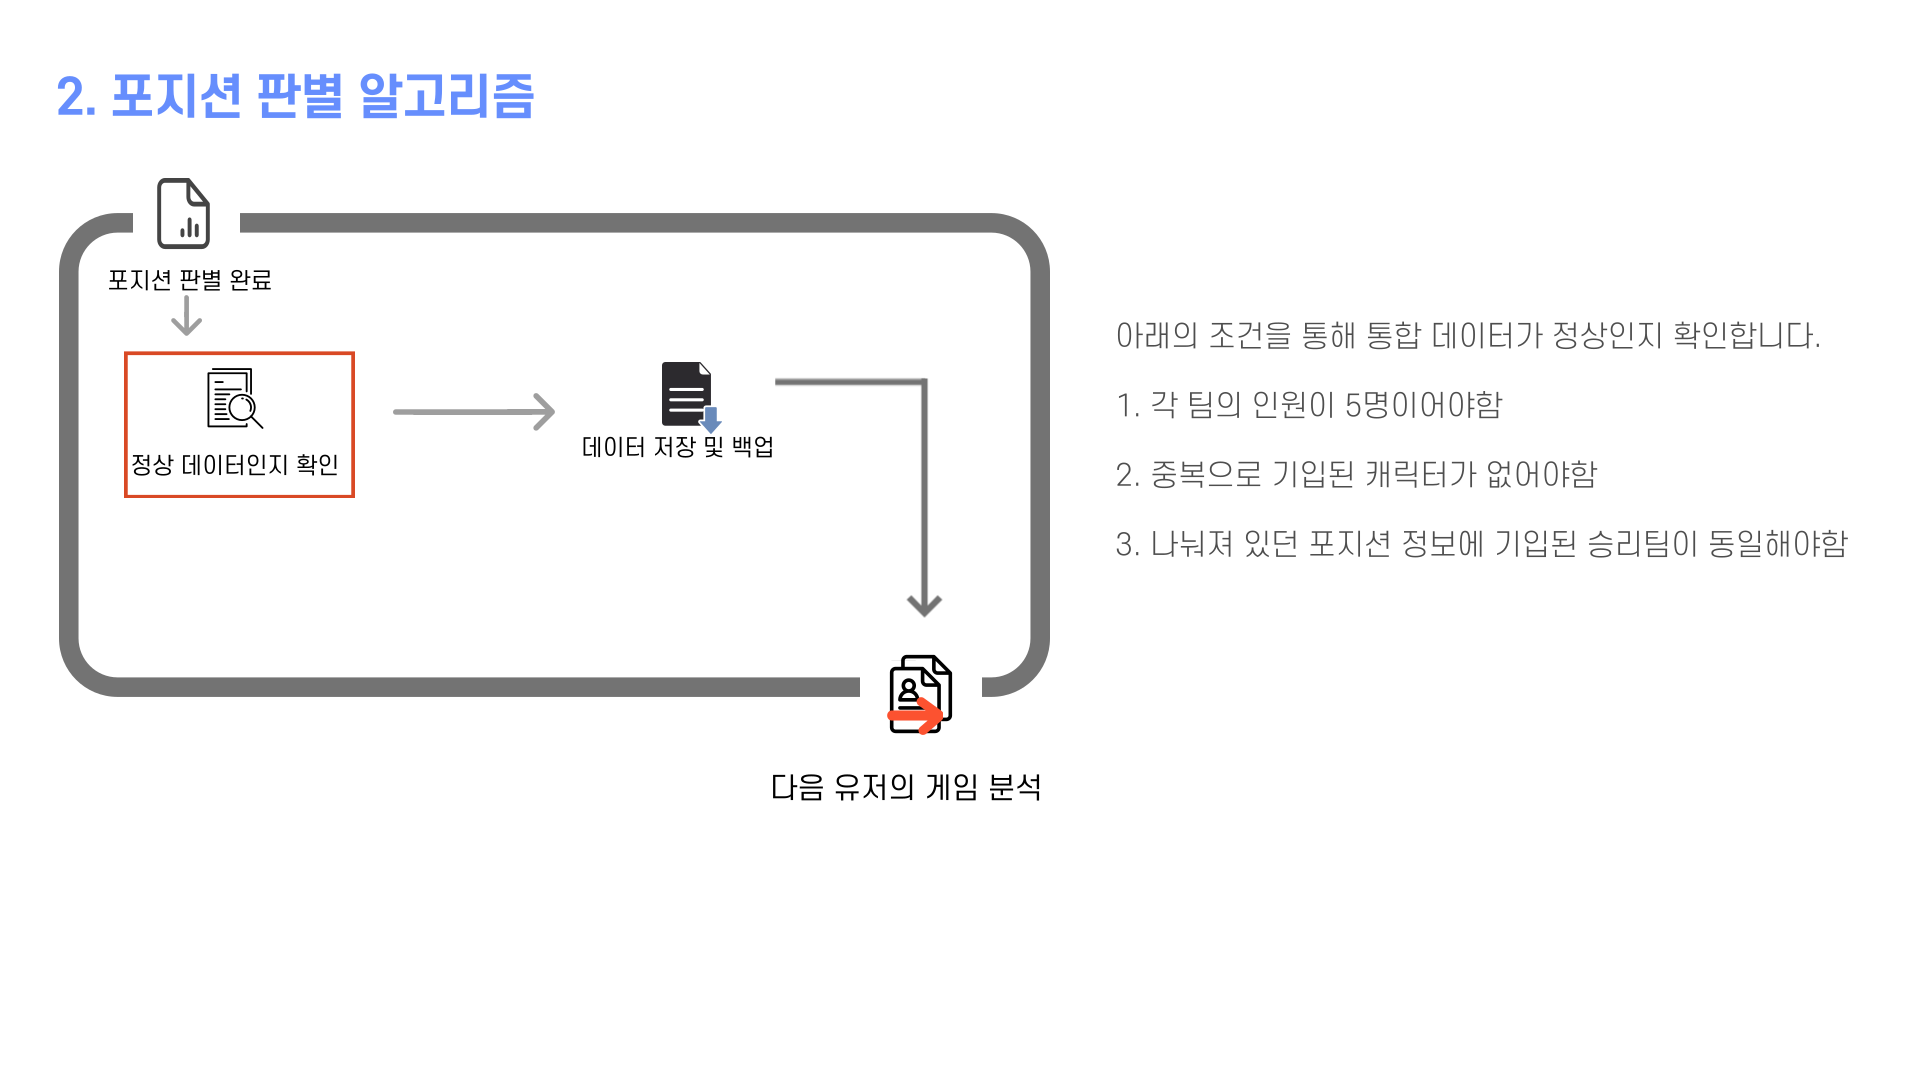 2. 포지션 판별 알고리즘
포지션 판별 완료
정상 데이터인지 확인
데이터 저장 및 백업
다음 유저의 게임 분석
아래의 조건을 통해 통합 데이터가 정상인지 확인합니다.
1. 각 팀의 인원이 5명이어야함
2. 중복으로 기입된 캐릭터가 없어야함
3. 나눠져 있던 포지션 정보에 기입된 승리팀이 동일해야함